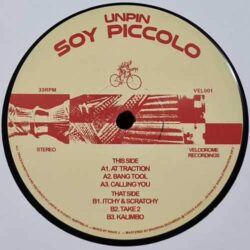 UNPIN
SOY PICCOLO
33RPM
VEL001
STEREO
THIS SIDE
A1. AT TRACTION
A2. BANG TOOL
A3. CALLING YOU
THAT SIDE
B1. ITCHY & SCRATCHY
B2. TAKE 2
B3. KALIMBO
VELODROME
RECORDINGS